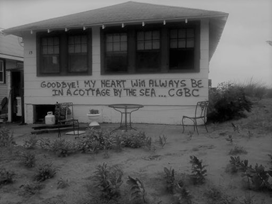 GOODBYE! MY HEART WILL ALWAYS BE
IN A COTTAGE BY THE SEA.... CGBC